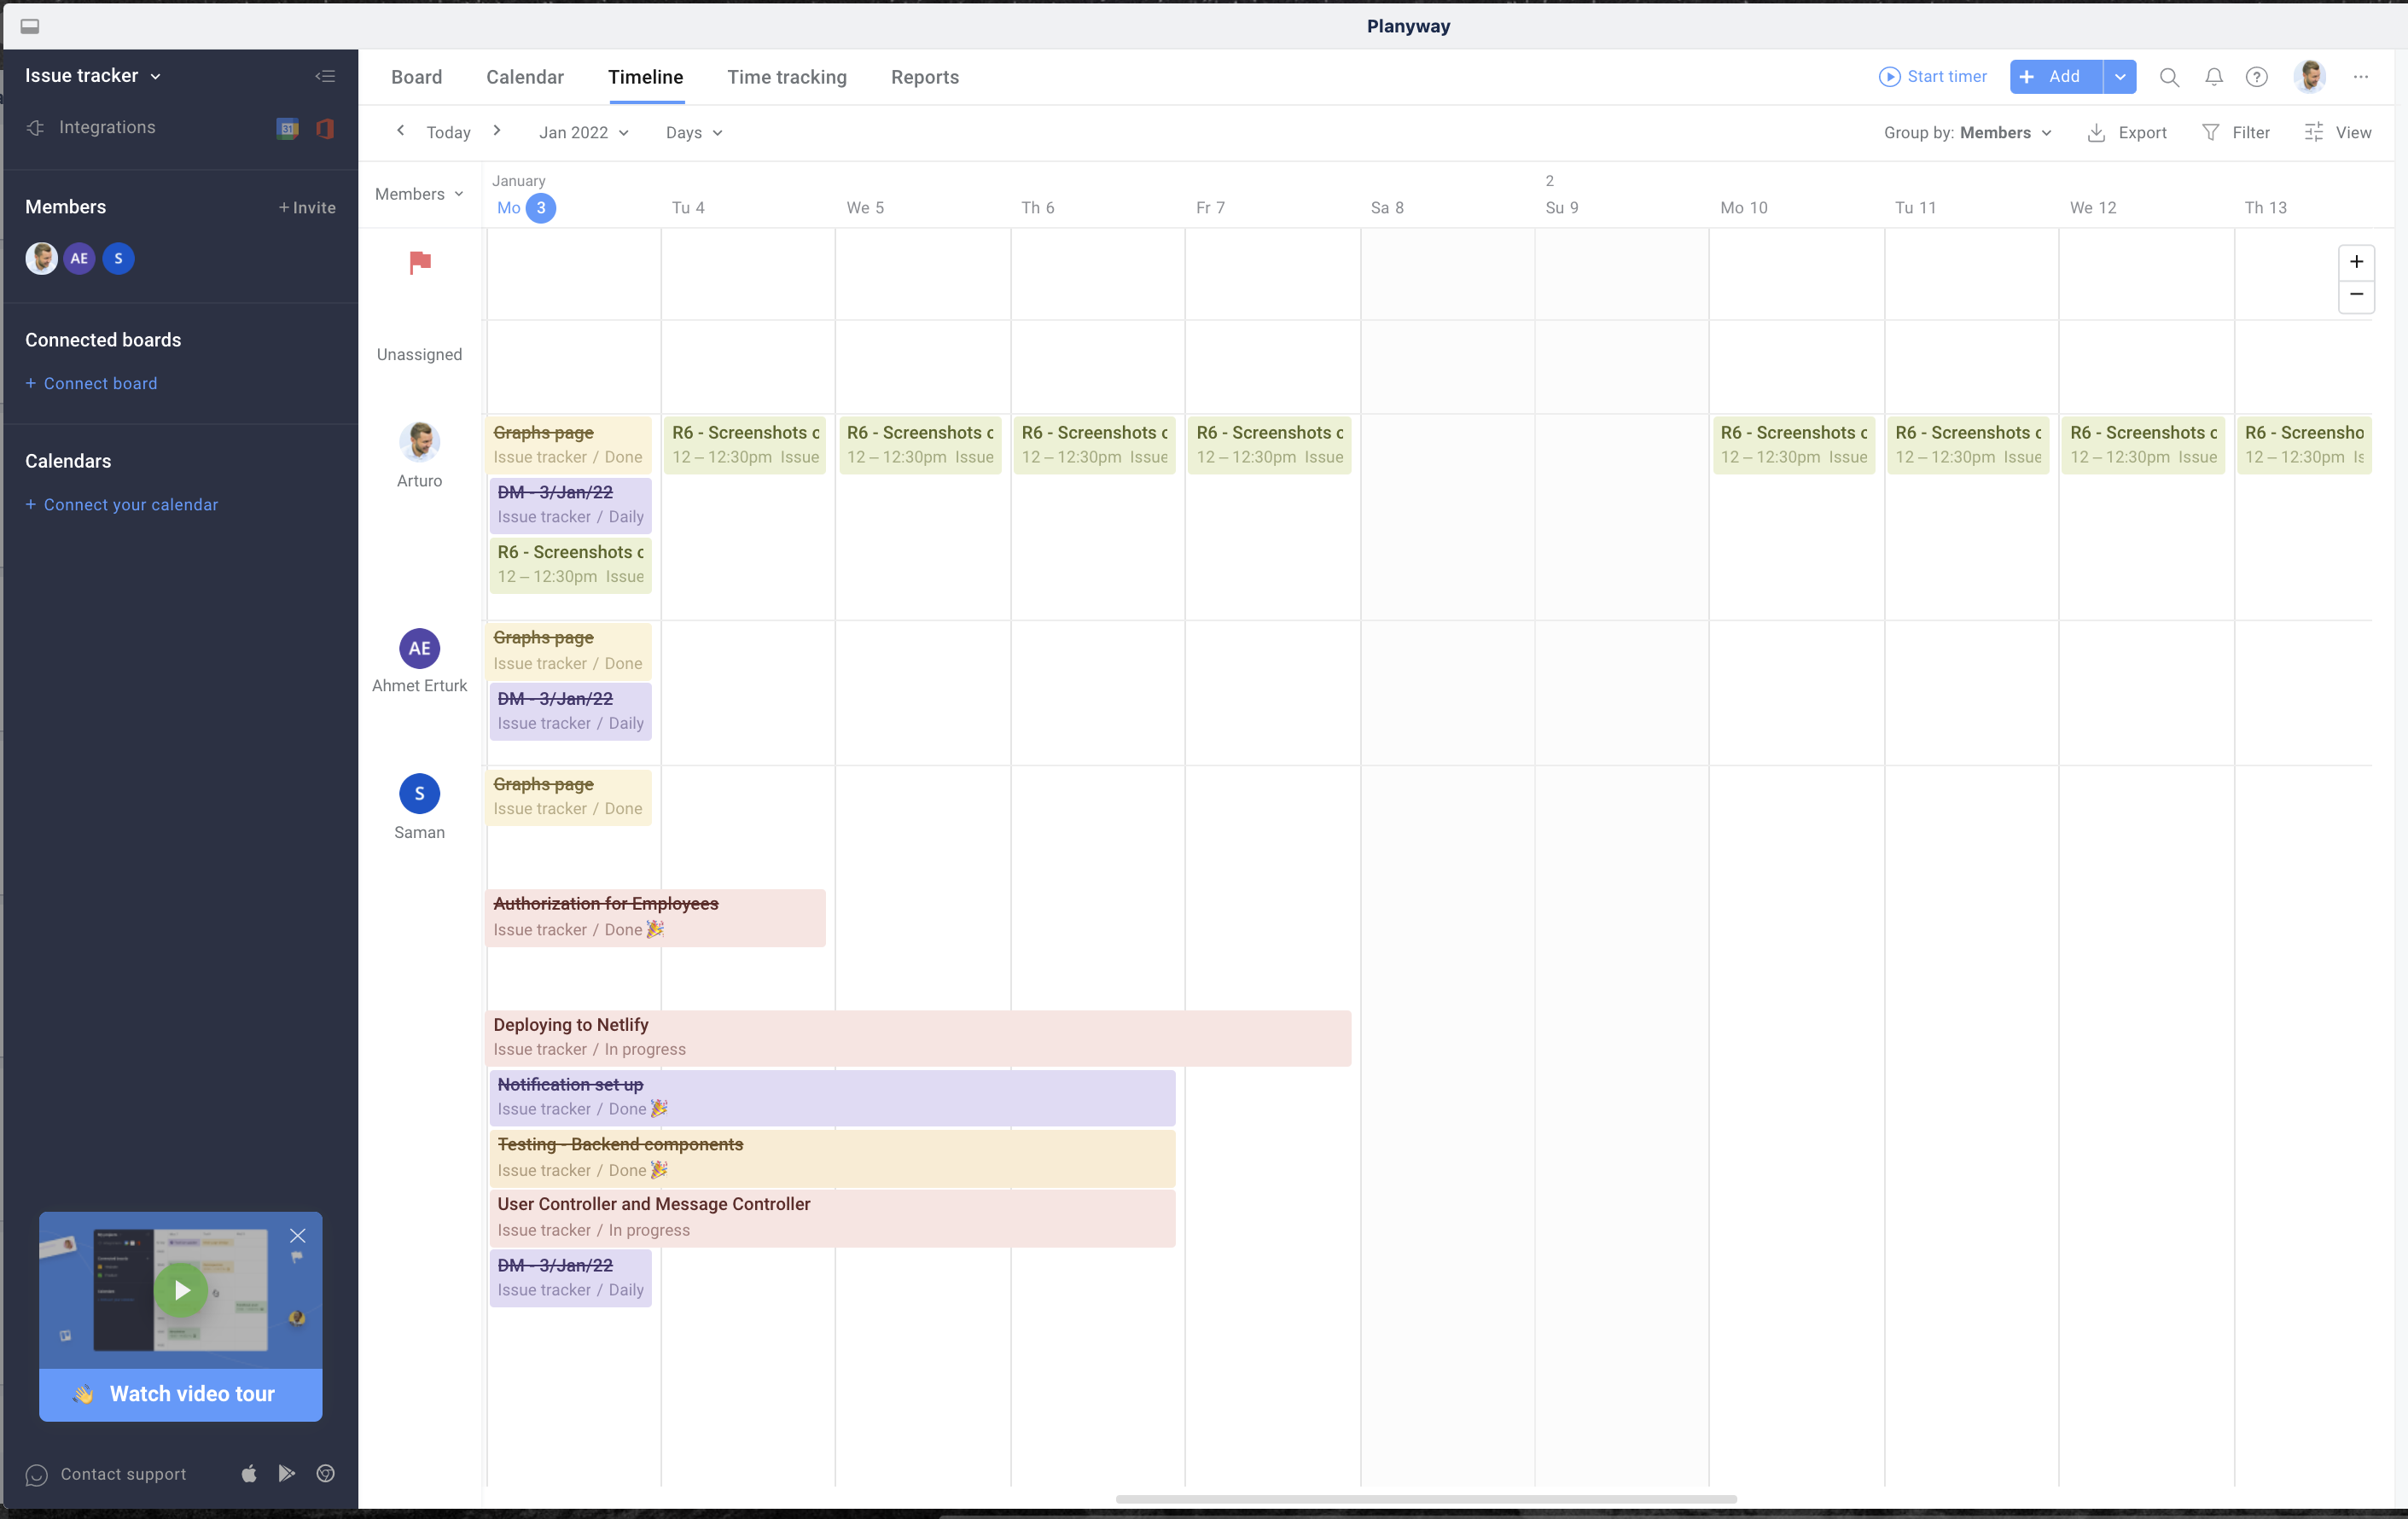 Planyway
Issue tracker
Integrations
31
Members
+ Invite
AE
S
Connected boards
+ Connect board
Calendars
+ Connect your calendar
Watch video tour
Contact support
Board Calendar Timeline Time tracking Reports
Start timer
+ Add
Today
Jan 2022
Days
Group by: Members
Export
Filter
View
Members
January
2
Mo 3 Tu 4 We 5 Th 6 Fr 7 Sa 8 Su 9 Mo 10 Tu 11 We 12 Th 13
+
−
Unassigned
Arturo
Graphs page
Issue tracker / Done
R6 - Screenshots c
12 – 12:30pm Issue
R6 - Screenshots c
12 – 12:30pm Issue
R6 - Screenshots c
12 – 12:30pm Issue
R6 - Screenshots c
12 – 12:30pm Issue
R6 - Screenshots c
12 – 12:30pm Issue
R6 - Screenshots c
12 – 12:30pm Issue
R6 - Screenshots c
12 – 12:30pm Issue
R6 - Screensho
12 – 12:30pm Is
DM - 3/Jan/22
Issue tracker / Daily
R6 - Screenshots c
12 – 12:30pm Issue
AE
Ahmet Erturk
Graphs page
Issue tracker / Done
DM - 3/Jan/22
Issue tracker / Daily
S
Saman
Graphs page
Issue tracker / Done
Authorization for Employees
Issue tracker / Done 🎉
Deploying to Netlify
Issue tracker / In progress
Notification set up
Issue tracker / Done 🎉
Testing - Backend components
Issue tracker / Done 🎉
User Controller and Message Controller
Issue tracker / In progress
DM - 3/Jan/22
Issue tracker / Daily